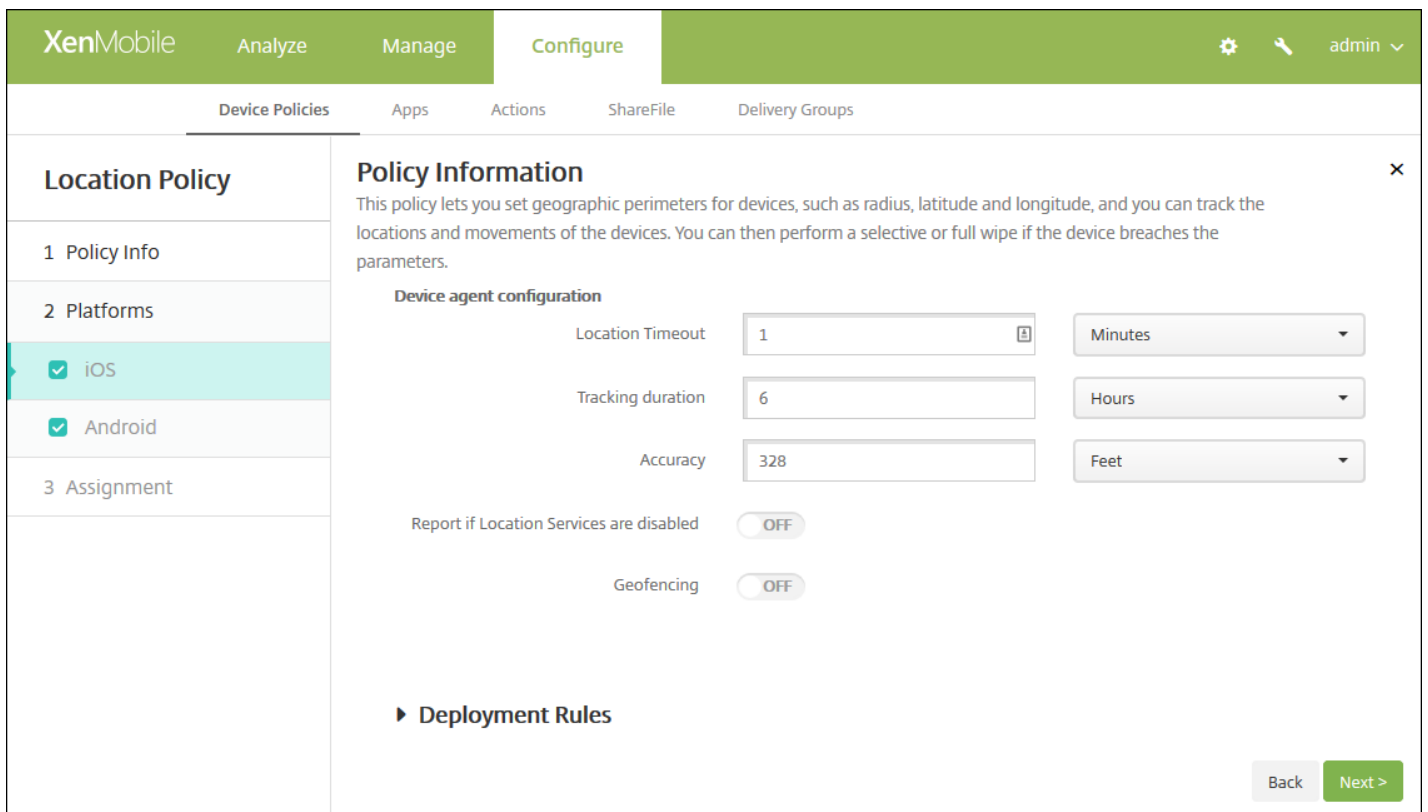 XenMobile Analyze Manage Configure admin
Device Policies Apps Actions ShareFile Delivery Groups
Location Policy
1 Policy Info
2 Platforms
iOS
Android
3 Assignment
Policy Information
This policy lets you set geographic perimeters for devices, such as radius, latitude and longitude, and you can track the
locations and movements of the devices. You can then perform a selective or full wipe if the device breaches the
parameters.
Device agent configuration
Location Timeout 1 Minutes
Tracking duration 6 Hours
Accuracy 328 Feet
Report if Location Services are disabled OFF
Geofencing OFF
Deployment Rules
Back Next >